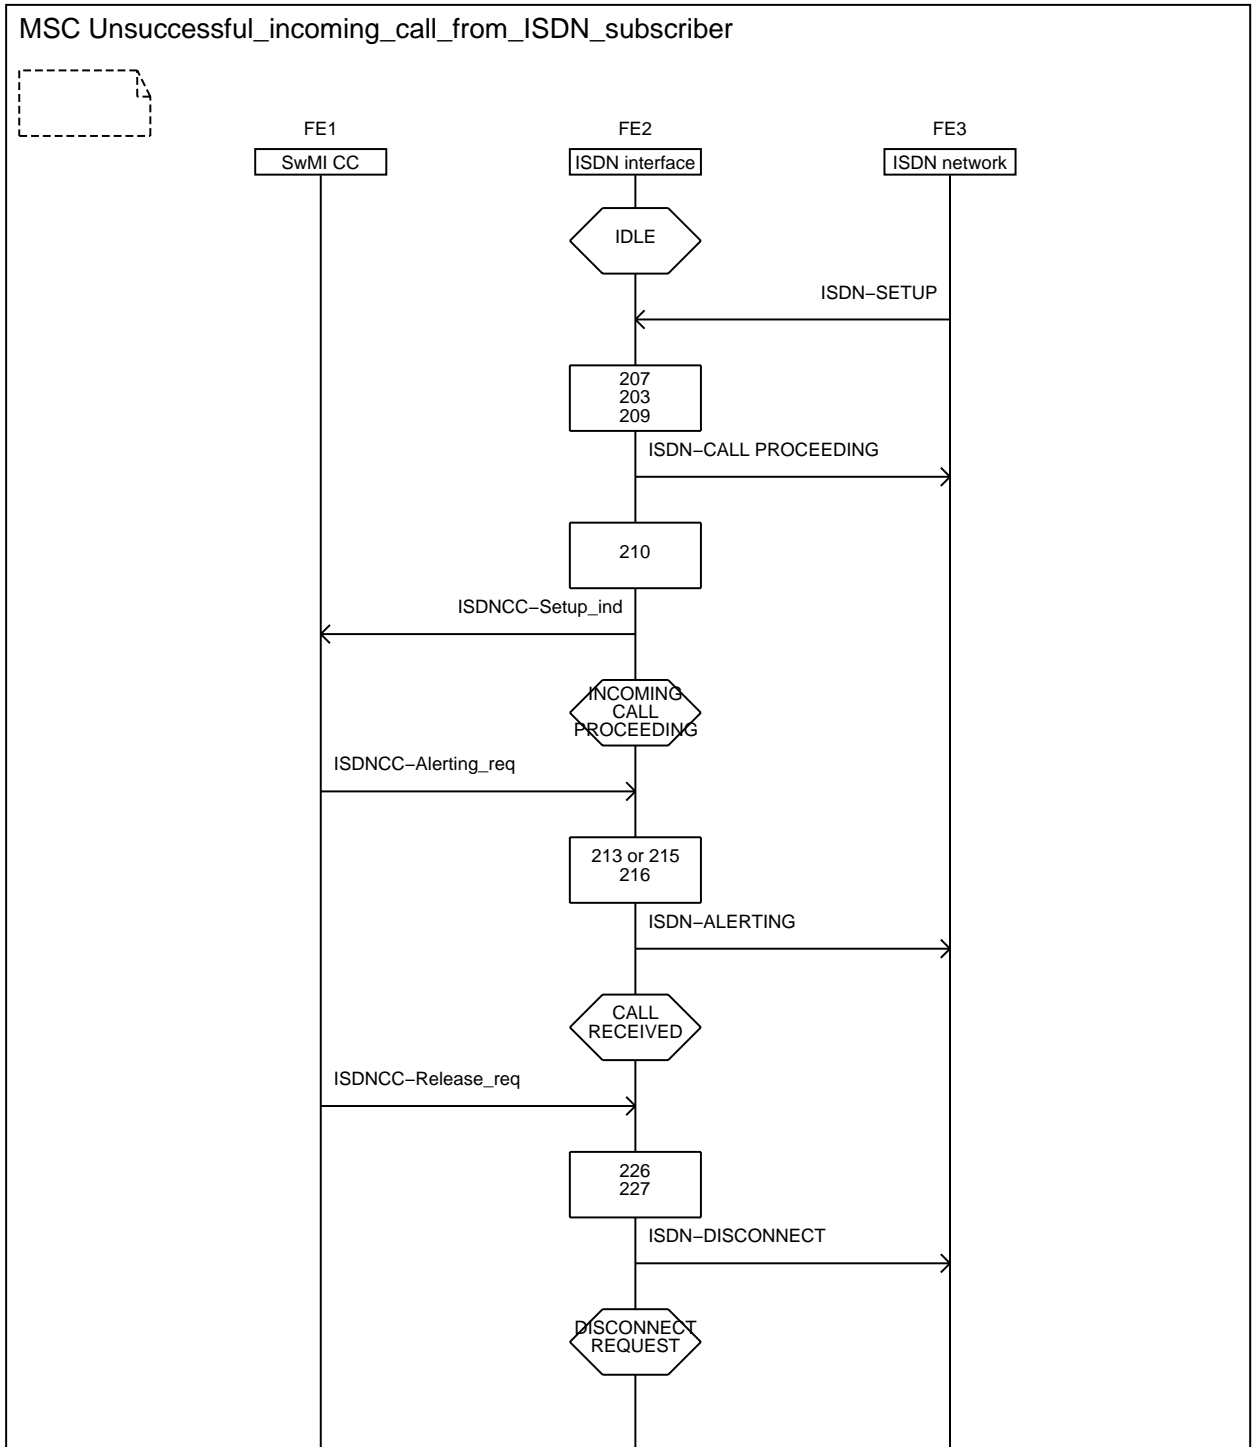 MSC Unsuccessful_incoming_call_from_ISDN_subscriber
FE1 FE2 FE3
SwMI CC ISDN interface ISDN network
IDLE
ISDN−SETUP
207
203
209
ISDN−CALL PROCEEDING
210
ISDNCC−Setup_ind
INCOMING
CALL
PROCEEDING
ISDNCC−Alerting_req
213 or 215
216
ISDN−ALERTING
CALL
RECEIVED
ISDNCC−Release_req
226
227
ISDN−DISCONNECT
DISCONNECT
REQUEST